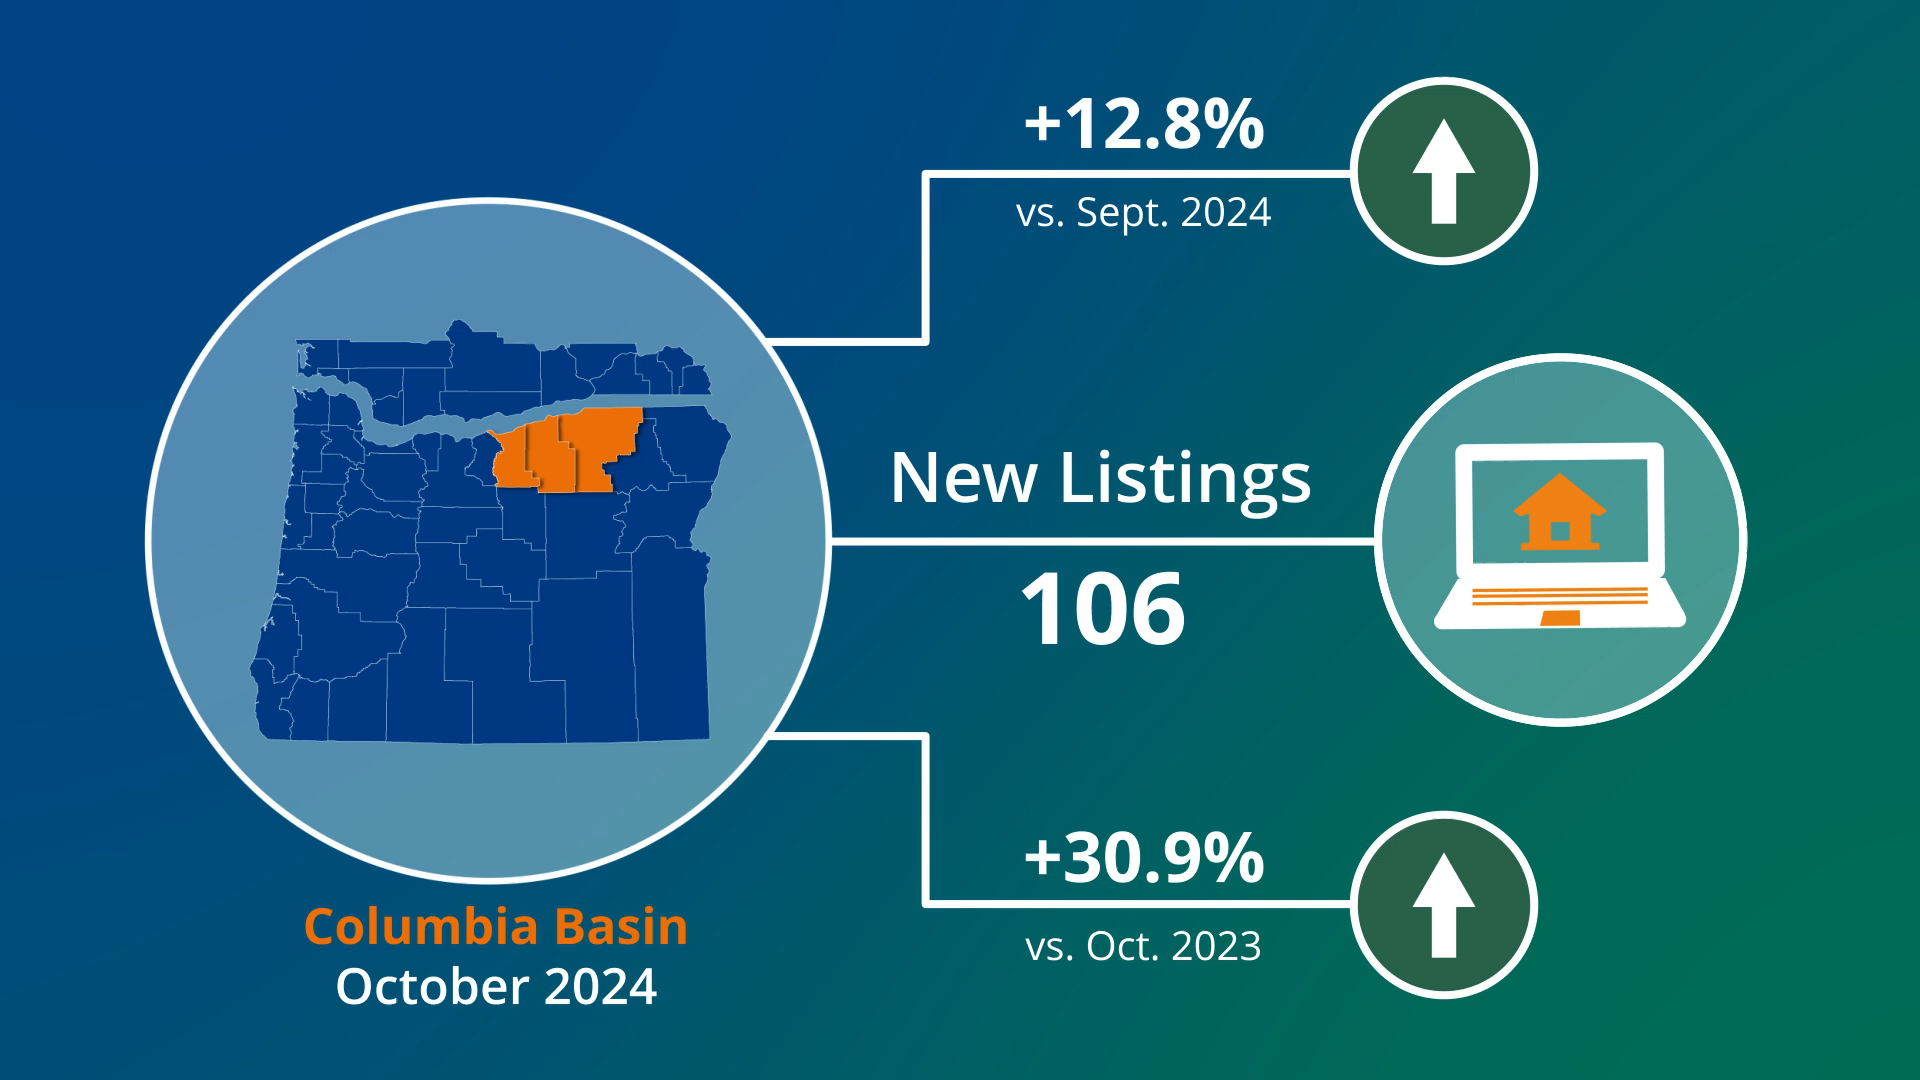 +12.8%
vs. Sept. 2024
New Listings
106
+30.9%
vs. Oct. 2023
Columbia Basin
October 2024